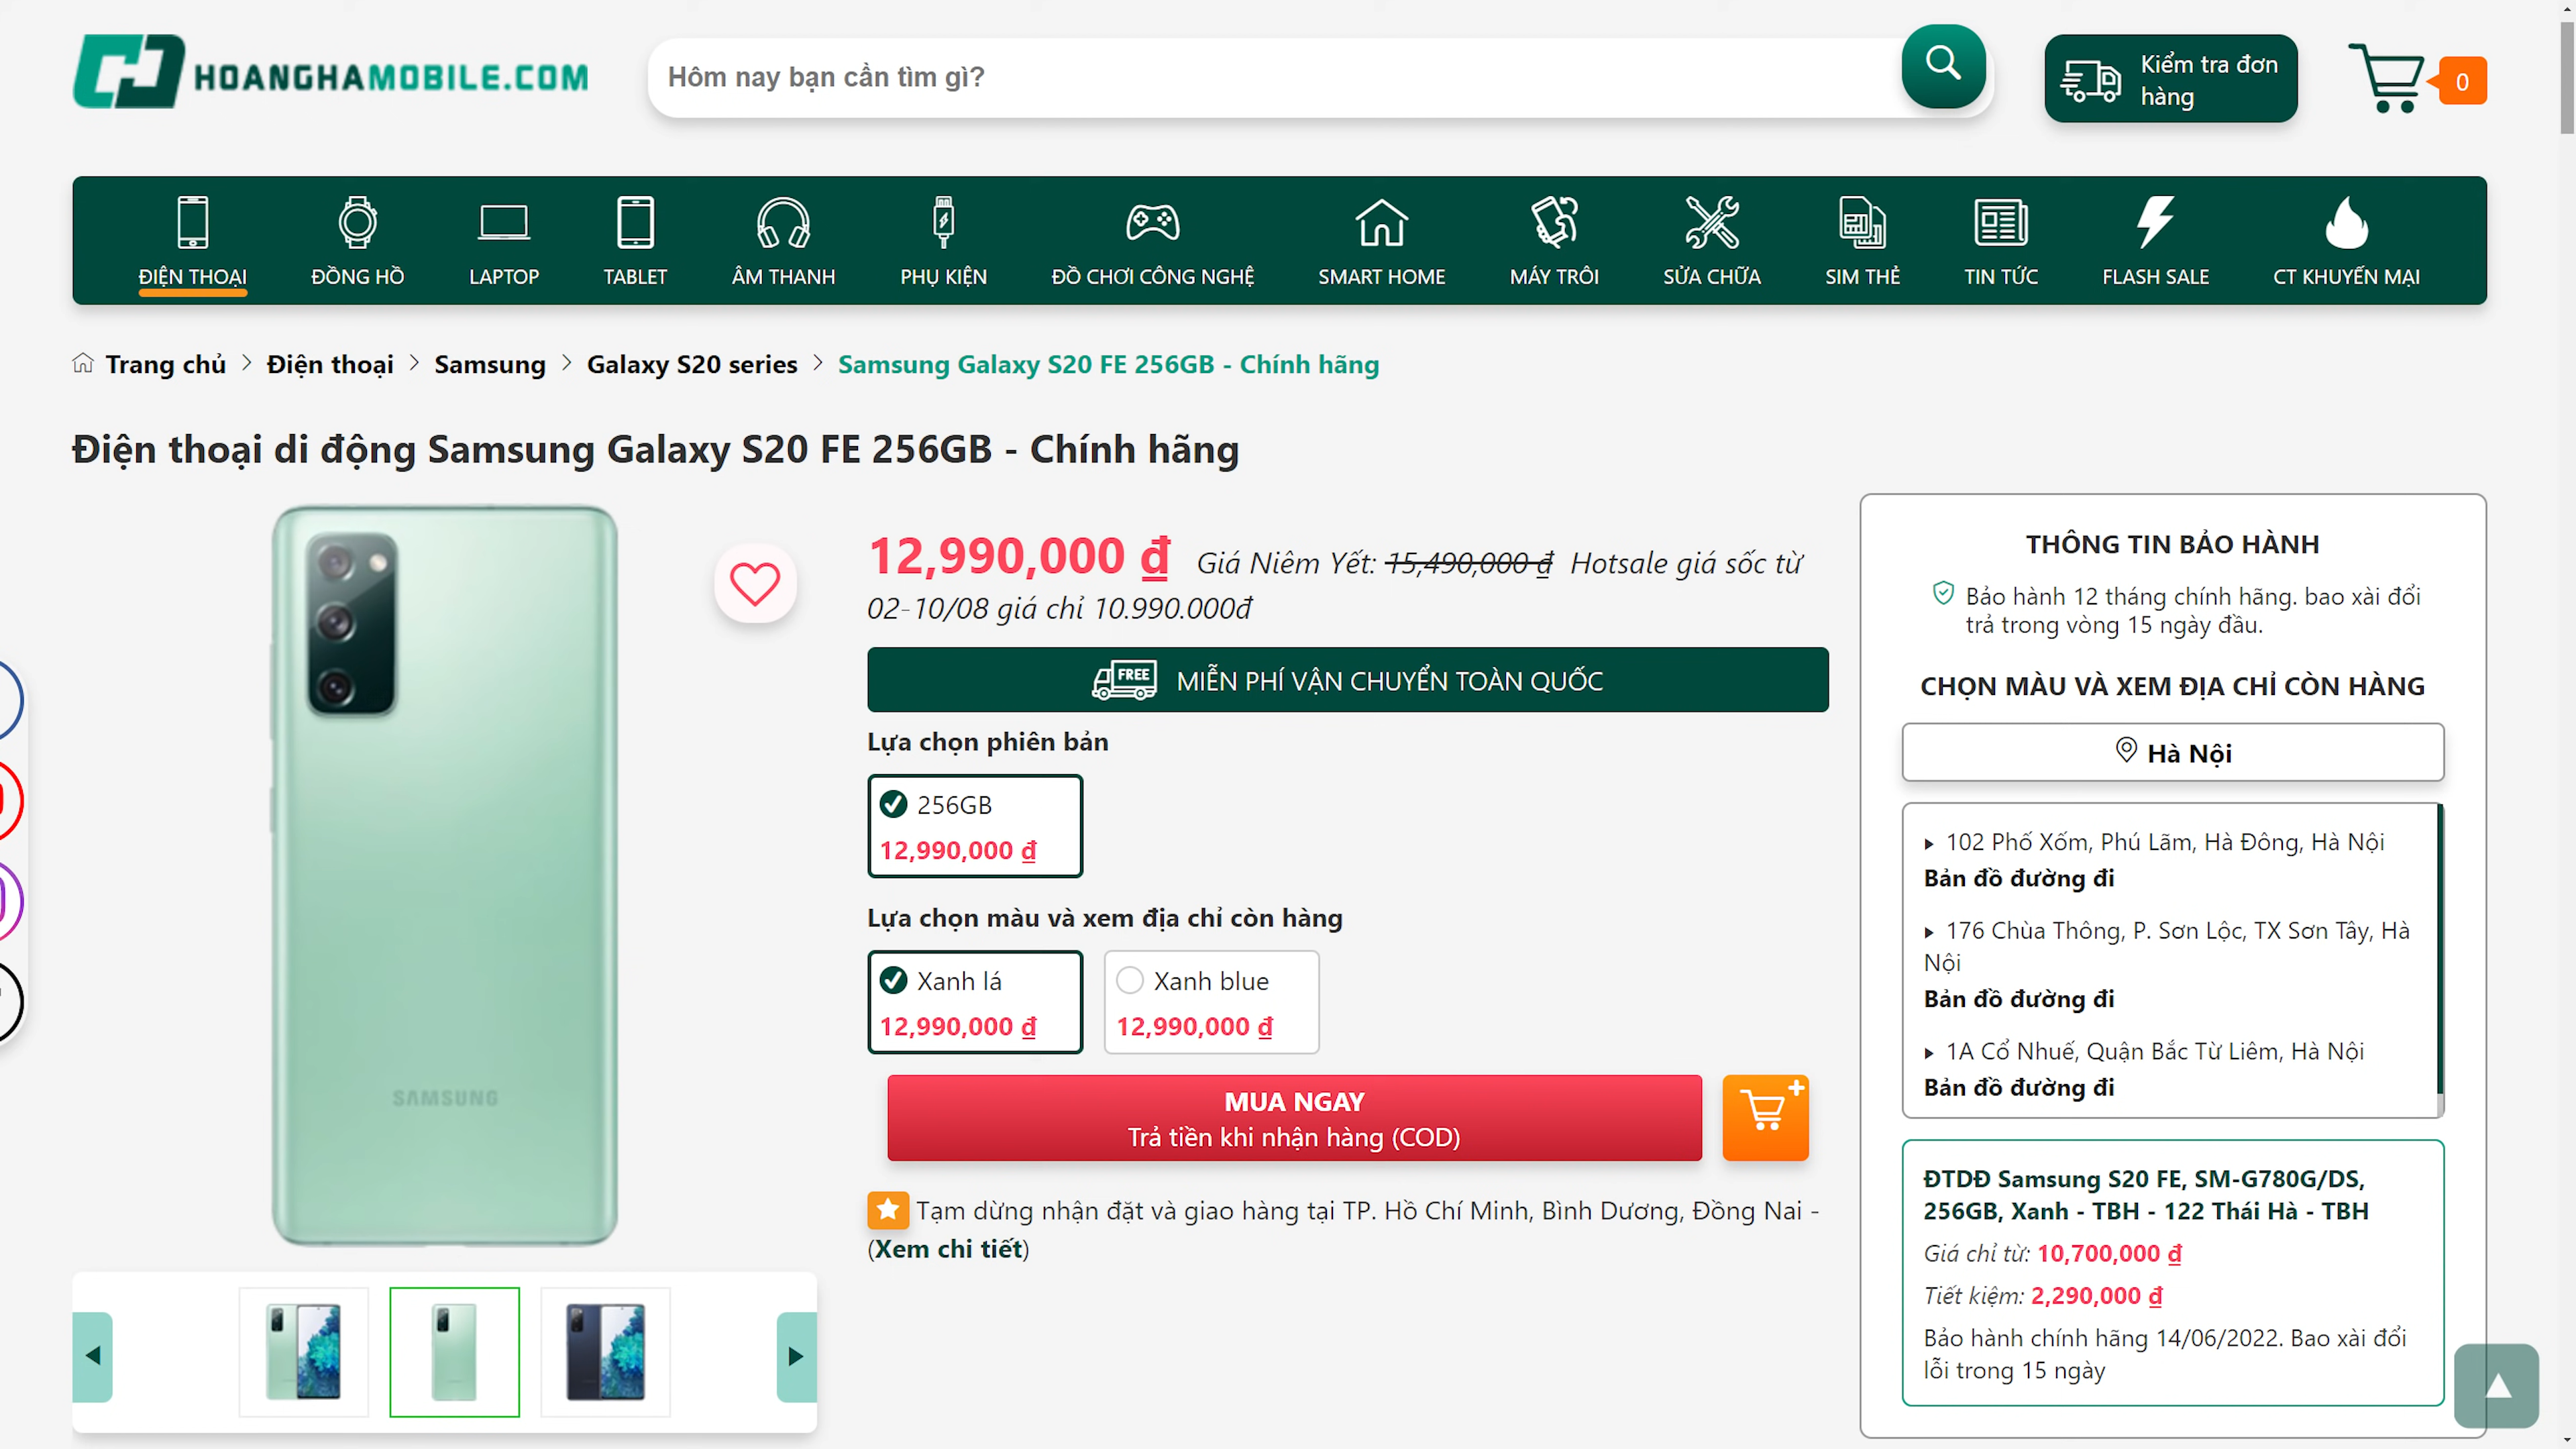 HOANGHAMOBILE.COM
Hôm nay bạn cần tìm gì?
Kiểm tra đơn
hàng
0
ĐIỆN THOẠI
ĐỒNG HỒ
LAPTOP
TABLET
ÂM THANH
PHỤ KIỆN
ĐỒ CHƠI CÔNG NGHỆ
SMART HOME
MÁY TRÔI
SỬA CHỮA
SIM THẺ
TIN TỨC
FLASH SALE
CT KHUYẾN MẠI
Trang chủ > Điện thoại > Samsung > Galaxy S20 series > Samsung Galaxy S20 FE 256GB - Chính hãng
Điện thoại di động Samsung Galaxy S20 FE 256GB - Chính hãng
SAMSUNG
12,990,000 ₫ Giá Niêm Yết: 15,490,000 ₫ Hotsale giá sốc từ
02-10/08 giá chỉ 10.990.000đ
FREE MIỄN PHÍ VẬN CHUYỂN TOÀN QUỐC
Lựa chọn phiên bản
256GB
12,990,000 ₫
Lựa chọn màu và xem địa chỉ còn hàng
Xanh lá
12,990,000 ₫
Xanh blue
12,990,000 ₫
MUA NGAY
Trả tiền khi nhận hàng (COD)
Tạm dừng nhận đặt và giao hàng tại TP. Hồ Chí Minh, Bình Dương, Đồng Nai -
(Xem chi tiết)
THÔNG TIN BẢO HÀNH
Bảo hành 12 tháng chính hãng. bao xài đổi
trả trong vòng 15 ngày đầu.
CHỌN MÀU VÀ XEM ĐỊA CHỈ CÒN HÀNG
Hà Nội
102 Phố Xốm, Phú Lãm, Hà Đông, Hà Nội
Bản đồ đường đi
176 Chùa Thông, P. Sơn Lộc, TX Sơn Tây, Hà
Nội
Bản đồ đường đi
1A Cổ Nhuế, Quận Bắc Từ Liêm, Hà Nội
Bản đồ đường đi
ĐTDĐ Samsung S20 FE, SM-G780G/DS,
256GB, Xanh - TBH - 122 Thái Hà - TBH
Giá chỉ từ: 10,700,000 ₫
Tiết kiệm: 2,290,000 ₫
Bảo hành chính hãng 14/06/2022. Bao xài đổi
lỗi trong 15 ngày